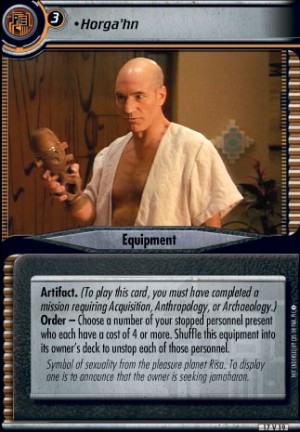 3
•Horga'hn
Equipment
Artifact. (To play this card, you must have completed a
mission requiring Acquisition, Anthropology, or Archaeology.)
Order – Choose a number of your stopped personnel present
who each have a cost of 4 or more. Shuffle this equipment into
its owner's deck to unstop each of those personnel.
Symbol of sexuality from the pleasure planet Risa. To display
one is to announce that the owner is seeking jamaharon.
17 V 10